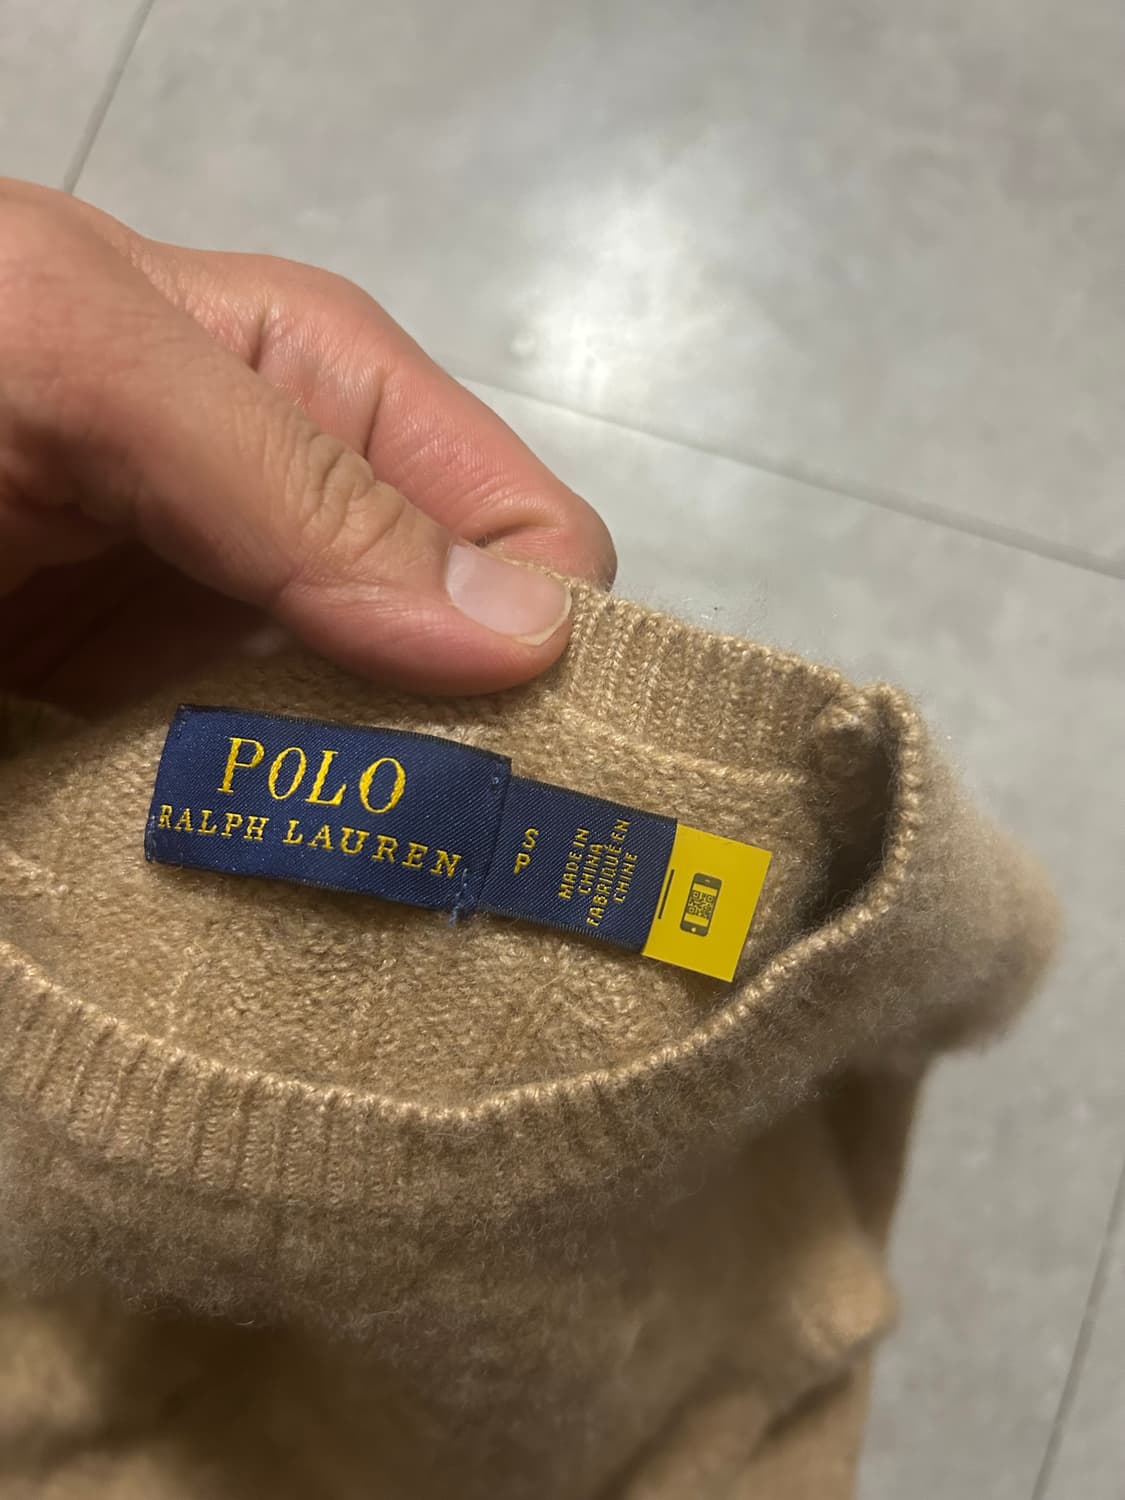 POLO
RALPH LAUREN
S
P
MADE IN
CHINA
FABRIQUÉ EN
CHINE